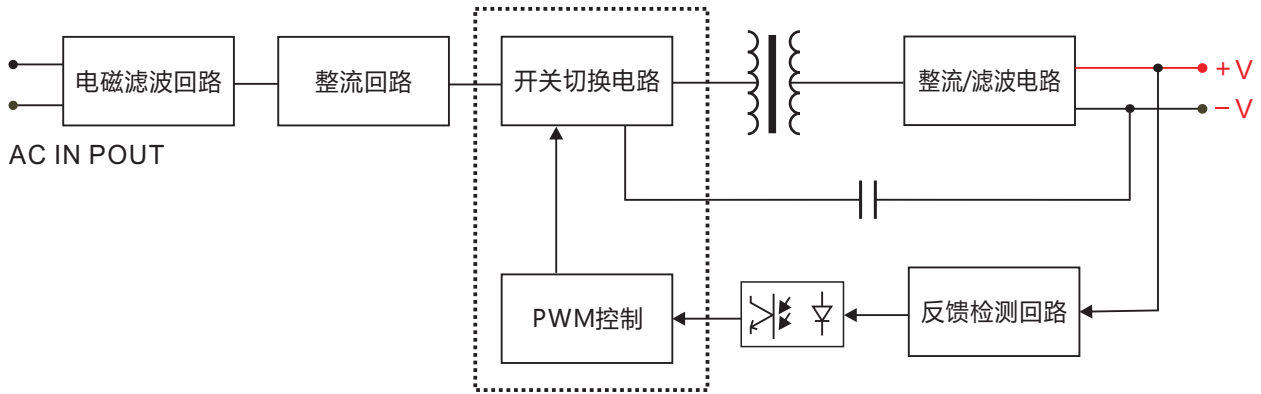 电磁滤波回路
整流回路
开关切换电路
整流/滤波电路
+V
−V
AC IN POUT
PWM控制
反馈检测回路